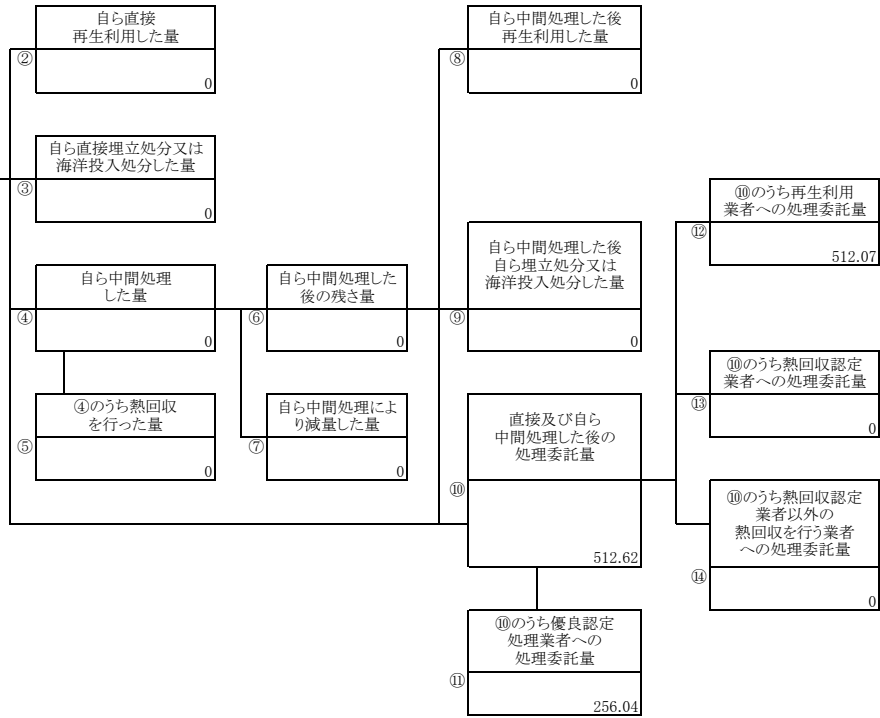 自ら直接
再生利用した量
②
0
自ら中間処理した後
再生利用した量
⑧
0
自ら直接埋立処分又は
海洋投入処分した量
③
0
⑩のうち再生利用
業者への処理委託量
⑫
512.07
自ら中間処理
した量
④
0
自ら中間処理した
後の残さ量
⑥
0
自ら中間処理した後
自ら埋立処分又は
海洋投入処分した量
⑨
0
⑩のうち熱回収認定
業者への処理委託量
⑬
0
④のうち熱回収
を行った量
⑤
0
自ら中間処理によ
り減量した量
⑦
0
直接及び自ら
中間処理した後の
処理委託量
⑩
512.62
⑩のうち熱回収認定
業者以外の
熱回収を行う業者
への処理委託量
⑭
0
⑩のうち優良認定
処理業者への
処理委託量
⑪
256.04